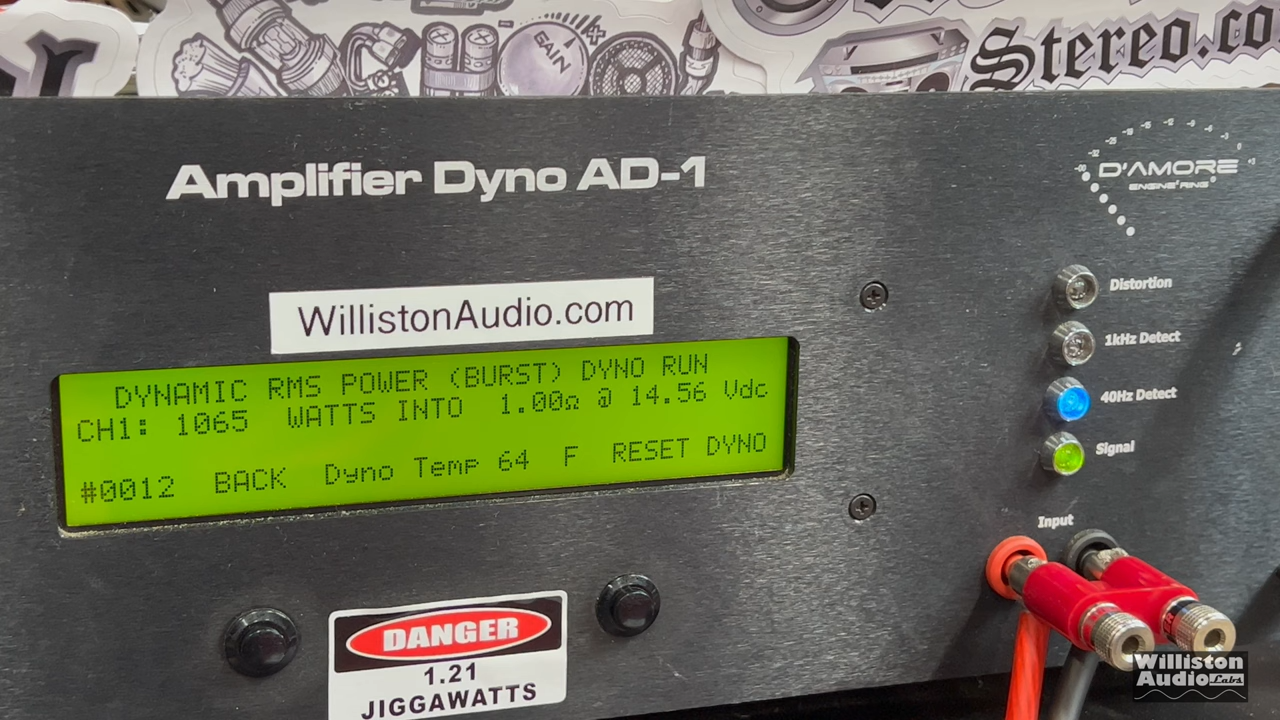 GAIN
Stereo.co
Amplifier Dyno AD-1
D'AMORE
ENGINEERING
WillistonAudio.com
DYNAMIC RMS POWER (BURST) DYNO RUN
CH1: 1065 WATTS INTO 1.00Ω @ 14.56 Vdc
#0012 BACK Dyno Temp 64 F RESET DYNO
Distortion
1kHz Detect
40Hz Detect
Signal
Input
DANGER
1.21
JIGGAWATTS
Williston
Audio Labs